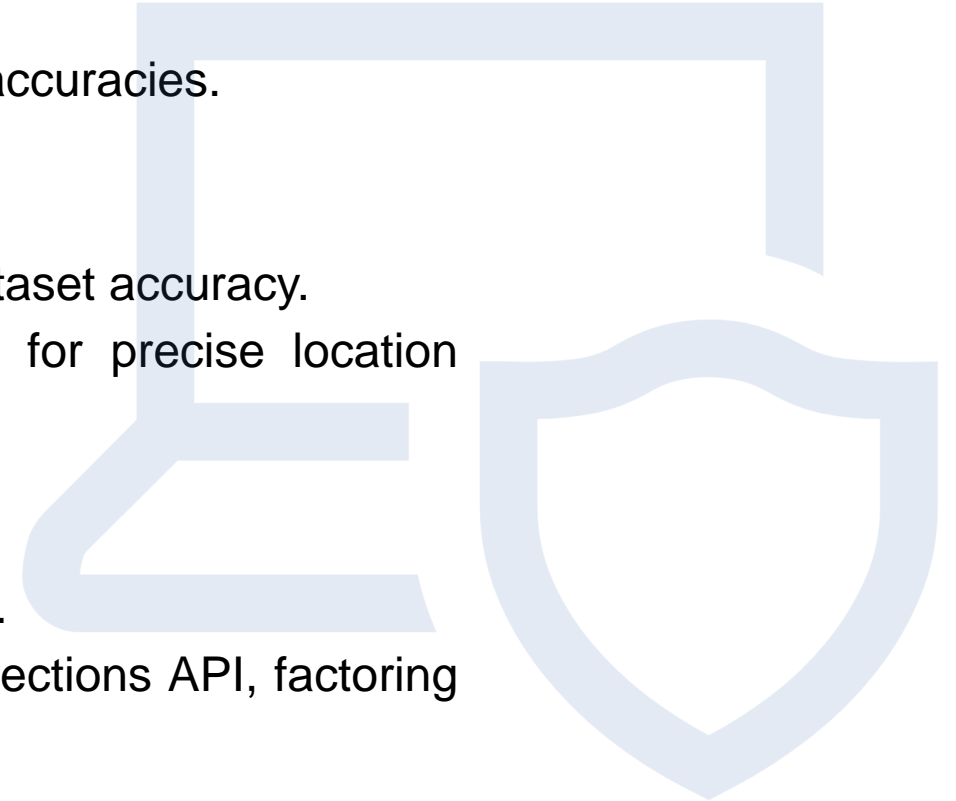 accuracies.
taset accuracy.
for precise location
.
ections API, factoring